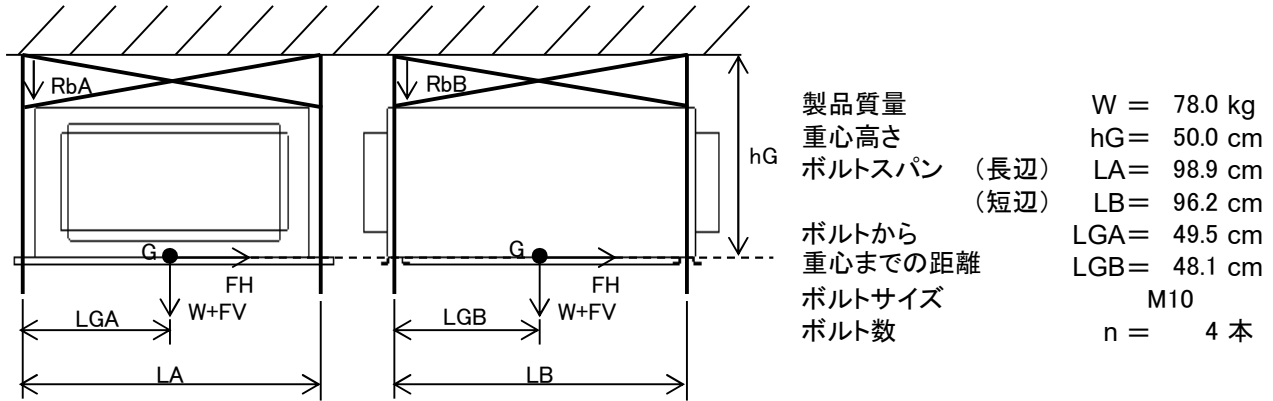 RbA
G
FH
W+FV
LGA
LA
RbB
G
FH
W+FV
LGB
LB
hG
製品質量 W＝ 78.0 kg
重心高さ hG＝ 50.0 cm
ボルトスパン （長辺） LA＝ 98.9 cm
（短辺） LB＝ 96.2 cm
ボルトから LGA＝ 49.5 cm
重心までの距離 LGB＝ 48.1 cm
ボルトサイズ M10
ボルト数 n＝ 4 本